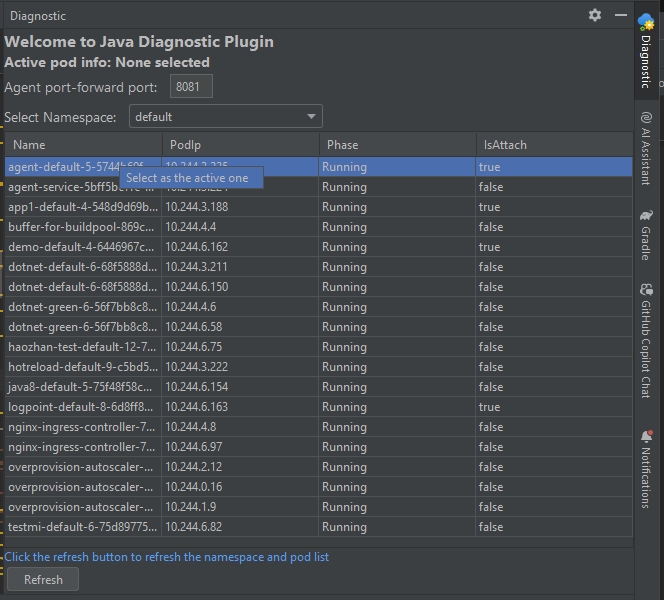 Diagnostic
Welcome to Java Diagnostic Plugin
Active pod info: None selected
Agent port-forward port: 8081
Select Namespace: default
Name PodIp Phase IsAttach
agent-default-5-5744b60f... Running true
Select as the active one
Running false
app1-default-4-548d9d69b... 10.244.3.188 Running true
buffer-for-buildpool-869c... 10.244.4.4 Running false
demo-default-4-6446967c... 10.244.6.162 Running true
dotnet-default-6-68f5888d... 10.244.3.211 Running false
dotnet-default-6-68f5888d... 10.244.6.150 Running false
dotnet-green-6-56f7bb8c8... 10.244.4.6 Running false
dotnet-green-6-56f7bb8c8... 10.244.6.58 Running false
haozhan-test-default-12-7... 10.244.6.75 Running false
hotreload-default-9-c5bd5... 10.244.3.222 Running false
java8-default-5-75f48f58c... 10.244.6.154 Running false
logpoint-default-8-6d8ff8... 10.244.6.163 Running true
nginx-ingress-controller-7... 10.244.4.8 Running false
nginx-ingress-controller-7... 10.244.6.97 Running false
overprovision-autoscaler-... 10.244.2.12 Running false
overprovision-autoscaler-... 10.244.0.16 Running false
overprovision-autoscaler-... 10.244.1.9 Running false
testmi-default-6-75d89775... 10.244.6.82 Running false
Click the refresh button to refresh the namespace and pod list
Refresh
Diagnostic
AI Assistant
Gradle
GitHub Copilot Chat
Notifications